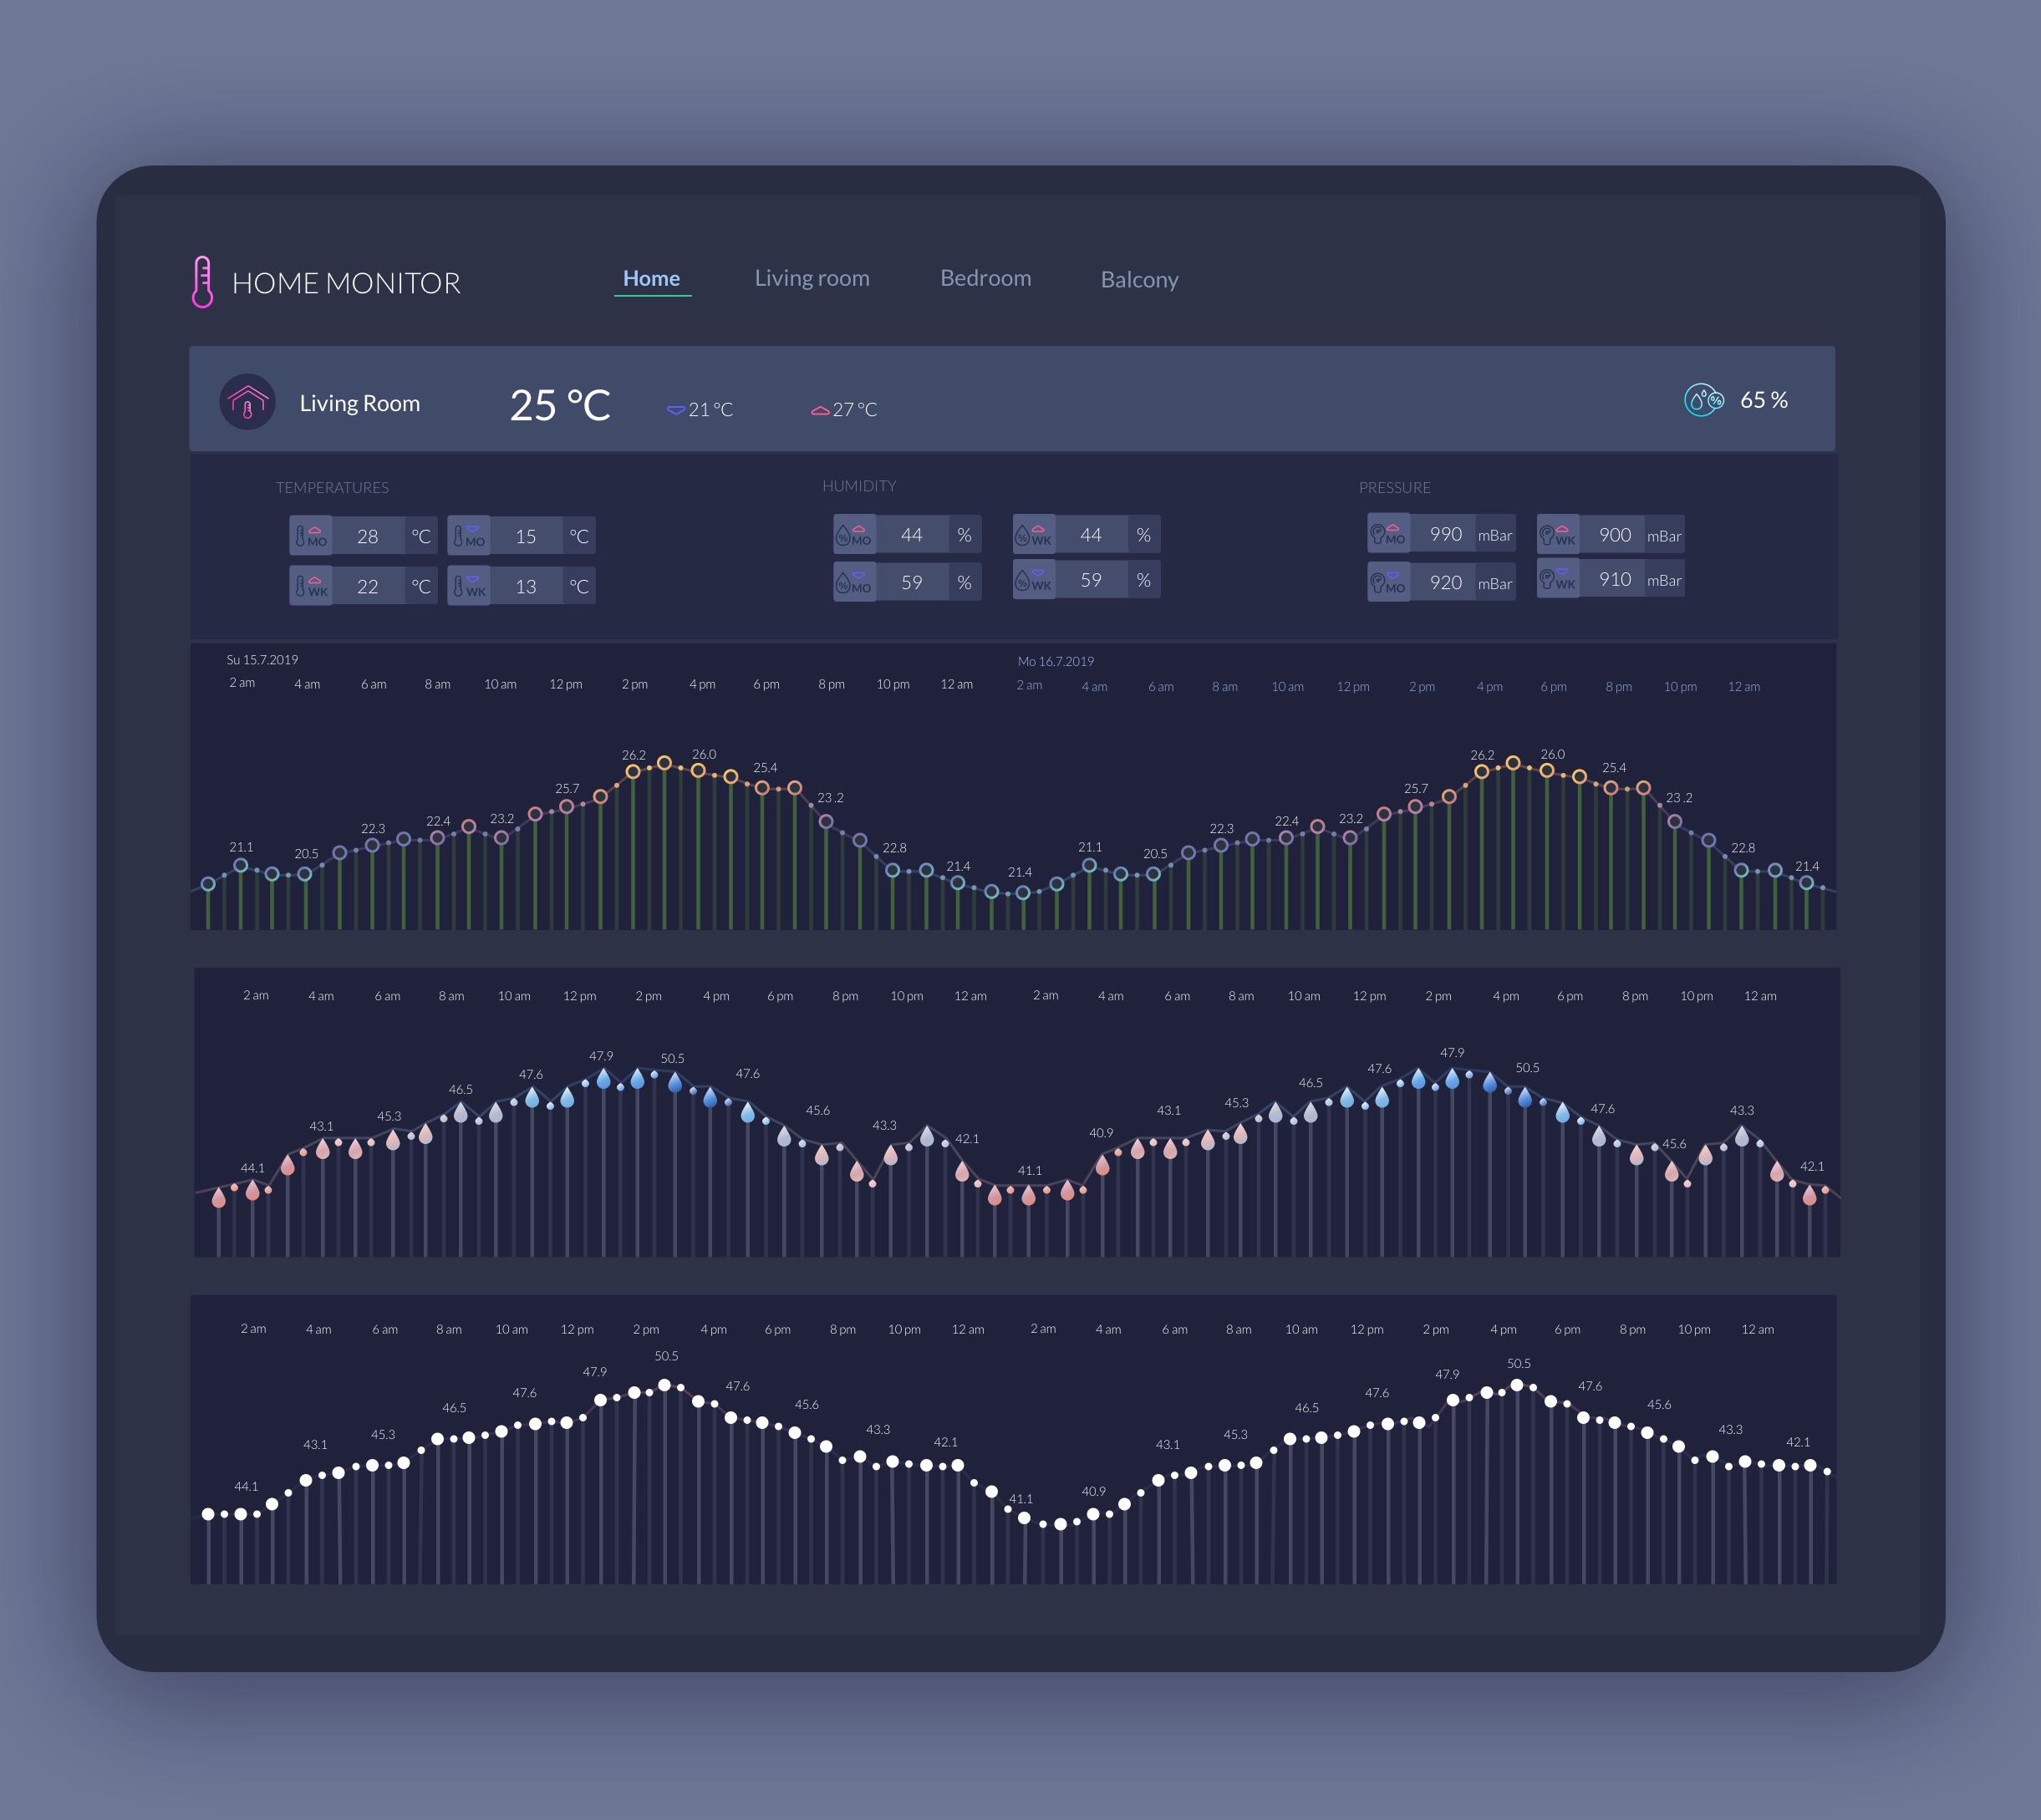 HOME MONITOR
Home Living room Bedroom Balcony
Living Room 25 °C 21 °C 27 °C 65 %
TEMPERATURES HUMIDITY PRESSURE
MO 28 °C MO 15 °C % MO 44 % % WK 44 % MO 990 mBar WK 900 mBar
WK 22 °C WK 13 °C % MO 59 % % WK 59 % MO 920 mBar WK 910 mBar
Su 15.7.2019 Mo 16.7.2019
2 am 4 am 6 am 8 am 10 am 12 pm 2 pm 4 pm 6 pm 8 pm 10 pm 12 am 2 am 4 am 6 am 8 am 10 am 12 pm 2 pm 4 pm 6 pm 8 pm 10 pm 12 am
21.1 20.5 22.3 22.4 23.2 25.7 26.2 26.0 25.4 23 .2 22.8 21.4 21.4 21.1 20.5 22.3 22.4 23.2 25.7 26.2 26.0 25.4 23 .2 22.8 21.4
2 am 4 am 6 am 8 am 10 am 12 pm 2 pm 4 pm 6 pm 8 pm 10 pm 12 am 2 am 4 am 6 am 8 am 10 am 12 pm 2 pm 4 pm 6 pm 8 pm 10 pm 12 am
44.1 43.1 45.3 46.5 47.6 47.9 50.5 47.6 45.6 43.3 42.1 41.1 40.9 43.1 45.3 46.5 47.6 47.9 50.5 47.6 45.6 43.3 42.1
2 am 4 am 6 am 8 am 10 am 12 pm 2 pm 4 pm 6 pm 8 pm 10 pm 12 am 2 am 4 am 6 am 8 am 10 am 12 pm 2 pm 4 pm 6 pm 8 pm 10 pm 12 am
44.1 43.1 45.3 46.5 47.6 47.9 50.5 47.6 45.6 43.3 42.1 41.1 40.9 43.1 45.3 46.5 47.6 47.9 50.5 47.6 45.6 43.3 42.1